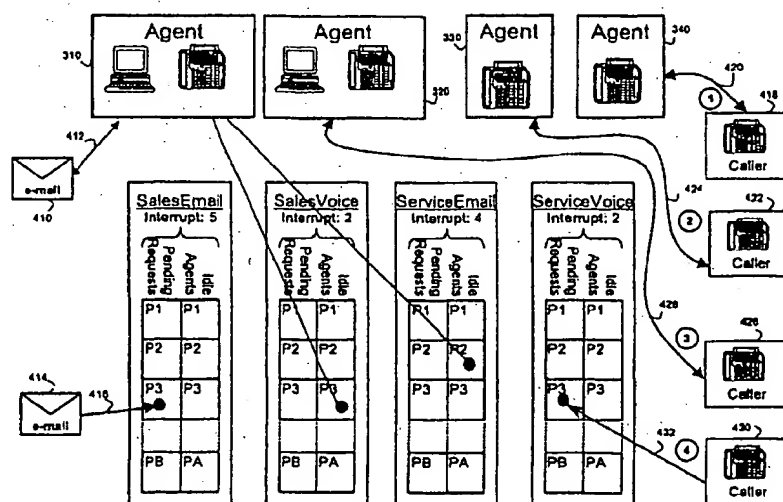 310
Agent
Agent
320
330
Agent
Agent
340
420
1
418
Caller
412
e-mail
410
424
2
422
Caller
428
3
426
Caller
432
4
430
Caller
414
e-mail
416
SalesEmail
Interrupt: 5
Pending Requests
Idle Agents
P1 P1
P2 P2
P3 P3
PB PA
SalesVoice
Interrupt: 2
Pending Requests
Idle Agents
P1 P1
P2 P2
P3 P3
PB PA
ServiceEmail
Interrupt: 4
Pending Requests
Idle Agents
P1 P1
P2 P2
P3 P3
PB PA
ServiceVoice
Interrupt: 2
Pending Requests
Idle Agents
P1 P1
P2 P2
P3 P3
PB PA